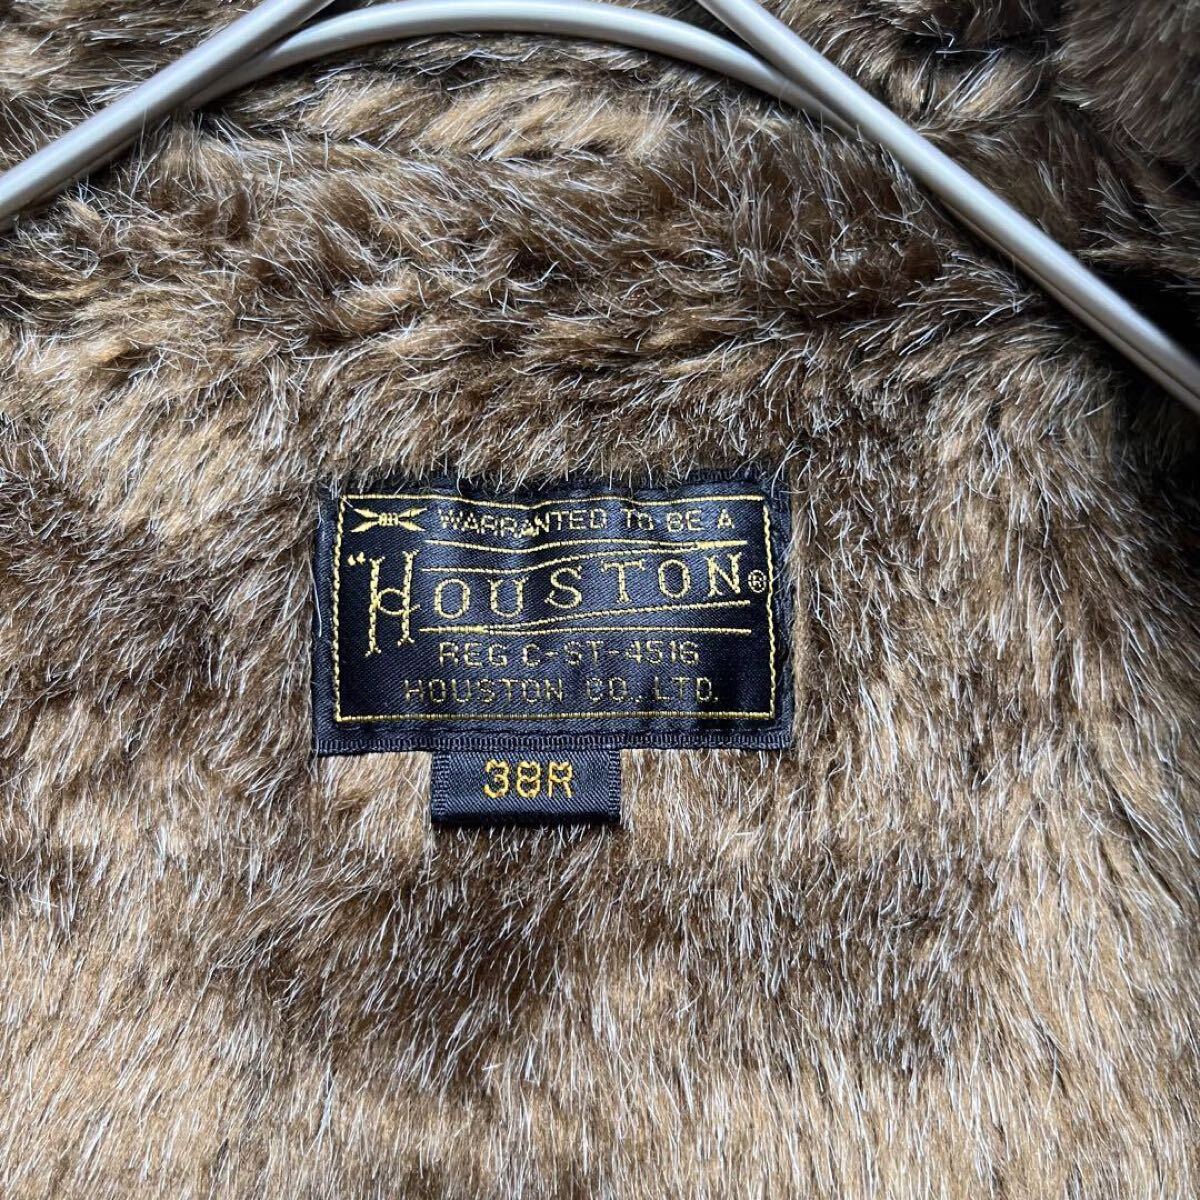 WARRANTED TO BE A
"HOUSTON®
REG C-ST-4516
HOUSTON CO., LTD.
38R